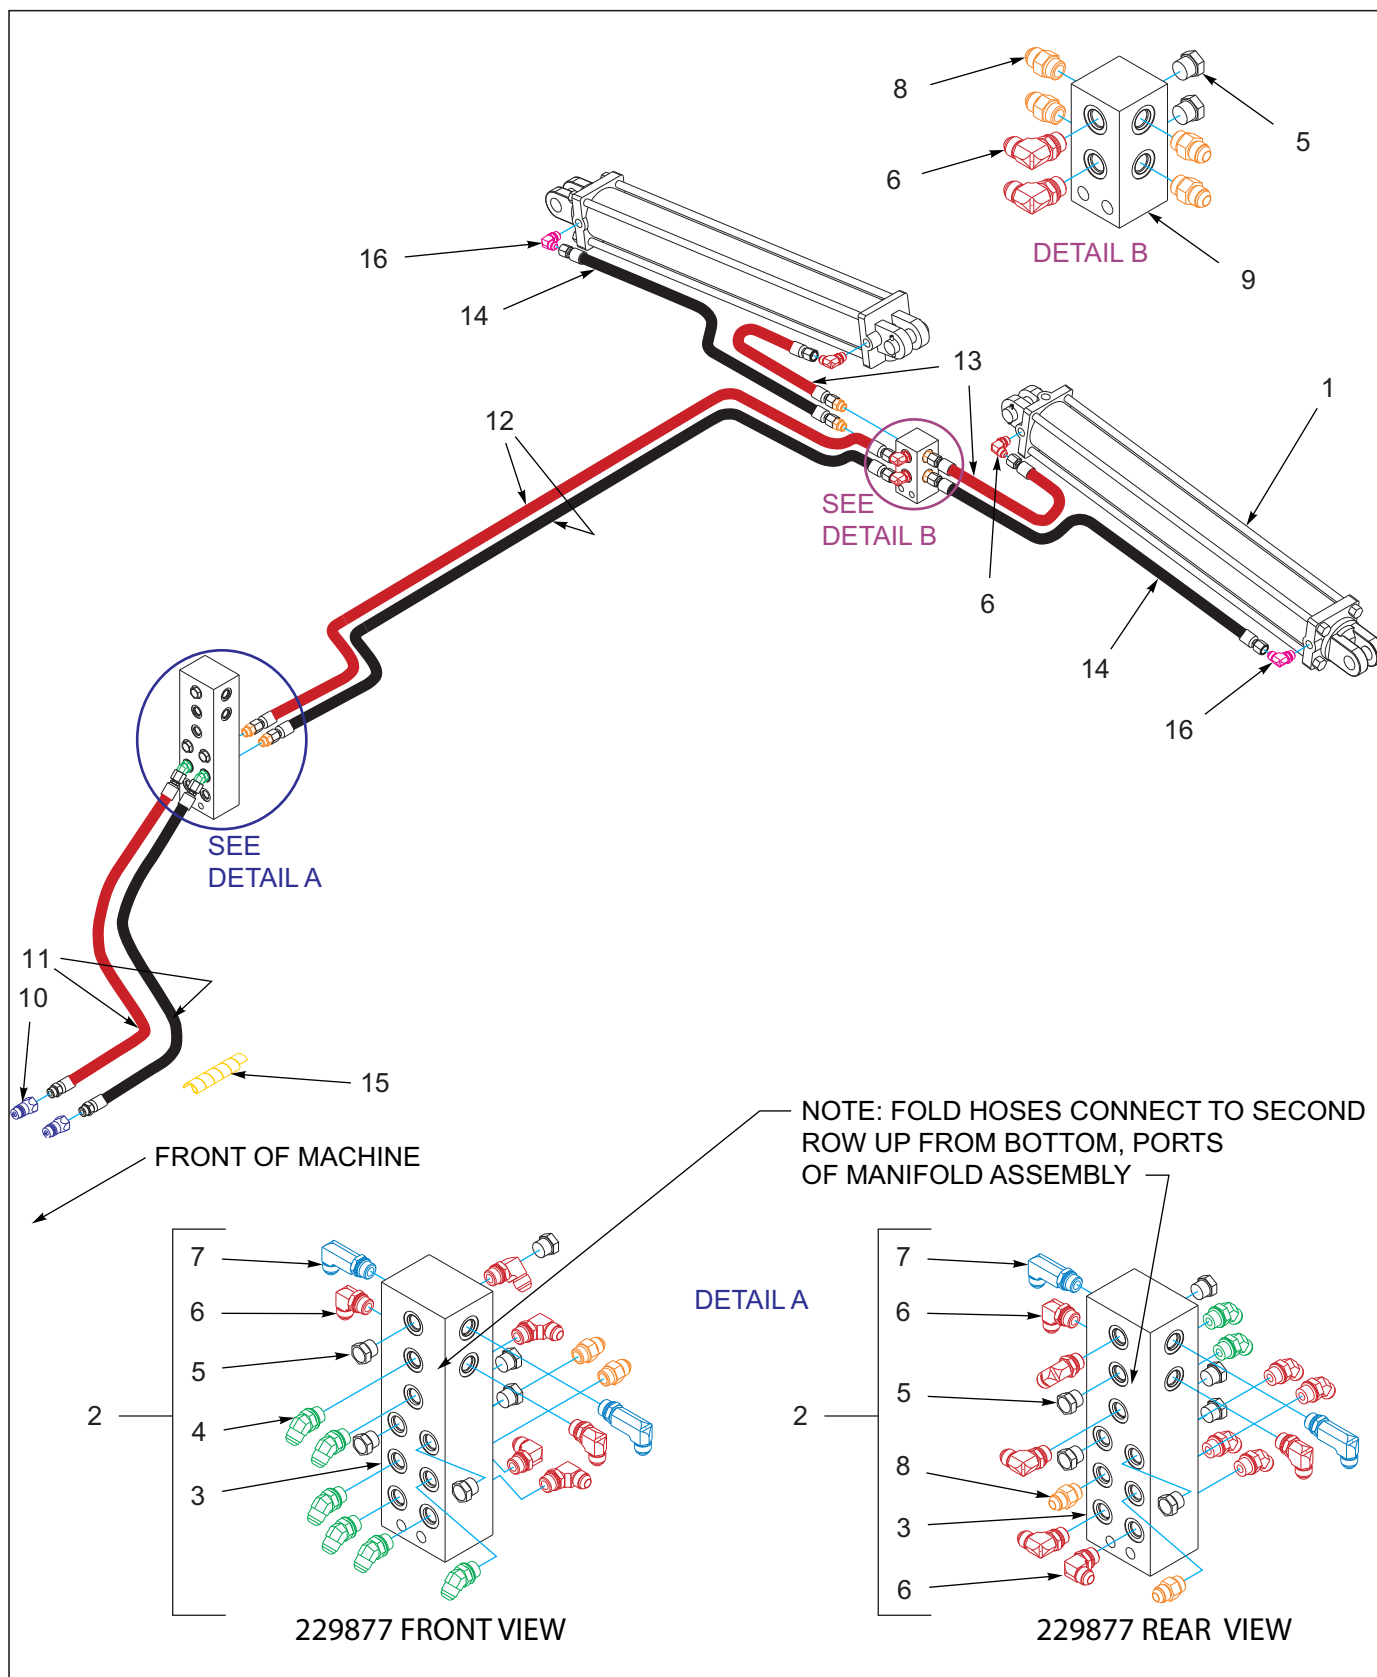 8
5
6
DETAIL B
9
16
14
13
1
12
SEE
DETAIL B
6
14
16
SEE
DETAIL A
11
10
15
NOTE: FOLD HOSES CONNECT TO SECOND
ROW UP FROM BOTTOM, PORTS
OF MANIFOLD ASSEMBLY
FRONT OF MACHINE
7
6
5
2
4
3
229877 FRONT VIEW
DETAIL A
7
6
5
2
8
3
6
229877 REAR VIEW